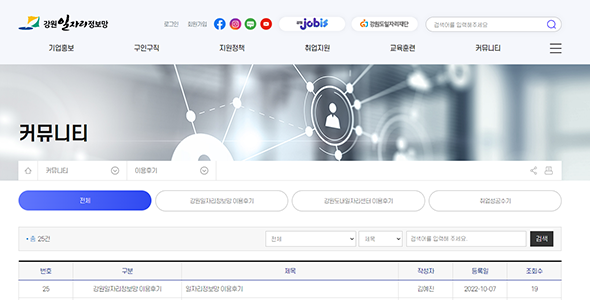 강원 일자리정보망
로그인 회원가입
강원 jobis
강원도일자리재단
검색어를 입력해주세요
기업홍보 구인구직 지원정책 취업지원 교육훈련 커뮤니티
커뮤니티
커뮤니티 이용후기
전체 강원일자리정보망 이용후기 강원도내일자리센터 이용후기 취업성공수기
• 총 25건 전체 제목 검색어를 입력해 주세요. 검색
번호 구분 제목 작성자 등록일 조회수
25 강원일자리정보망 이용후기 일자리정보망 이용후기 김예진 2022-10-07 19